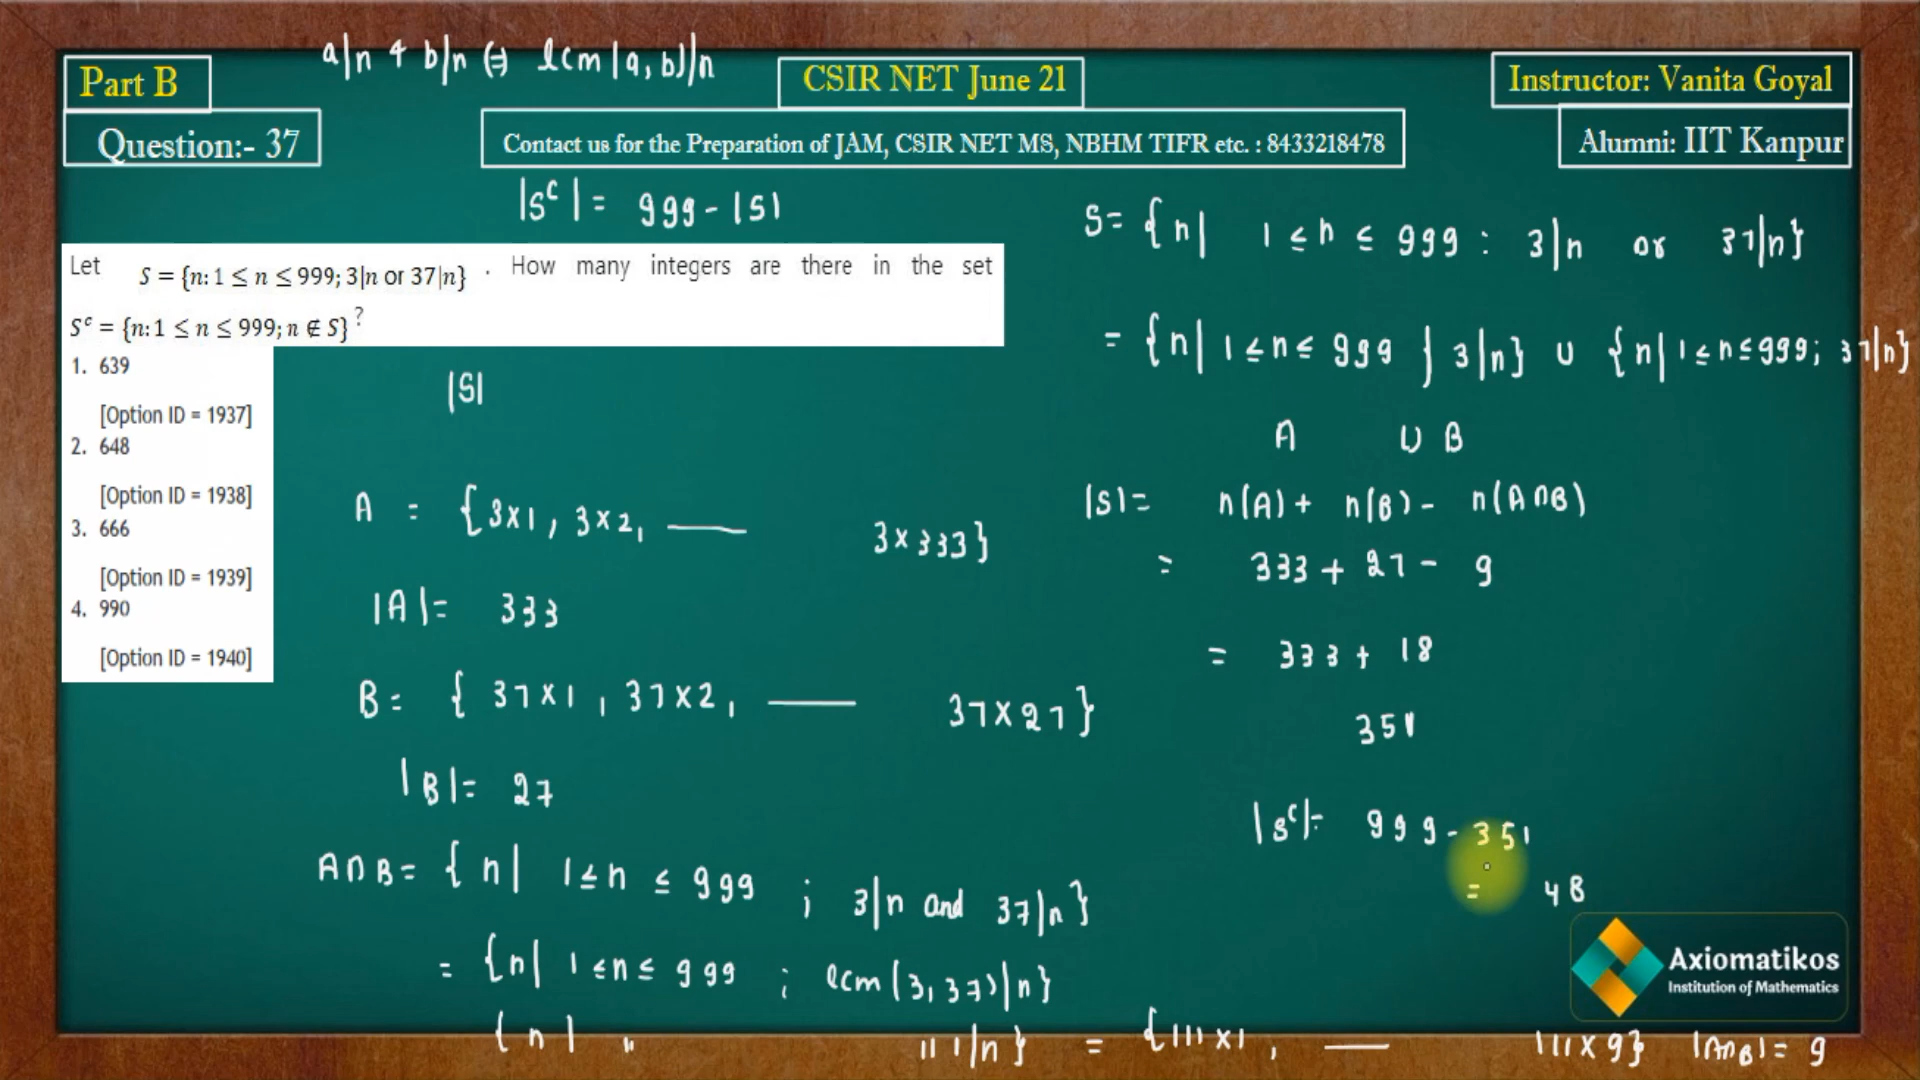 a|n & b|n ⇔ lcm(a, b)|n
Part B
CSIR NET June 21
Instructor: Vanita Goyal
Question:- 37
Contact us for the Preparation of JAM, CSIR NET MS, NBHM TIFR etc. : 8433218478
Alumni: IIT Kanpur
|Sᶜ| = 999 - |S|
Let S = {n: 1 ≤ n ≤ 999; 3|n or 37|n} . How many integers are there in the set
Sᶜ = {n: 1 ≤ n ≤ 999; n ∉ S} ?
1. 639
[Option ID = 1937]
2. 648
[Option ID = 1938]
3. 666
[Option ID = 1939]
4. 990
[Option ID = 1940]
|S|
A = {3×1, 3×2, — 3×333}
|A| = 333
B = { 37×1, 37×2, — 37×27}
|B| = 27
A∩B = { n| 1≤n ≤ 999 ; 3|n and 37|n}
= {n| 1≤n≤ 999 ; lcm(3,37)|n}
{ n | " 111|n} = {111×1, — 111×9} |A∩B| = 9
S = {n| 1 ≤ n ≤ 999 : 3|n or 37|n}
= {n| 1≤n≤ 999 ; 3|n} ∪ {n| 1≤n≤999; 37|n}
A ∪ B
|S| = n(A) + n(B) - n(A∩B)
= 333 + 27 - 9
= 333 + 18
351
|Sᶜ| = 999 - 351
= 48
Axiomatikos
Institution of Mathematics